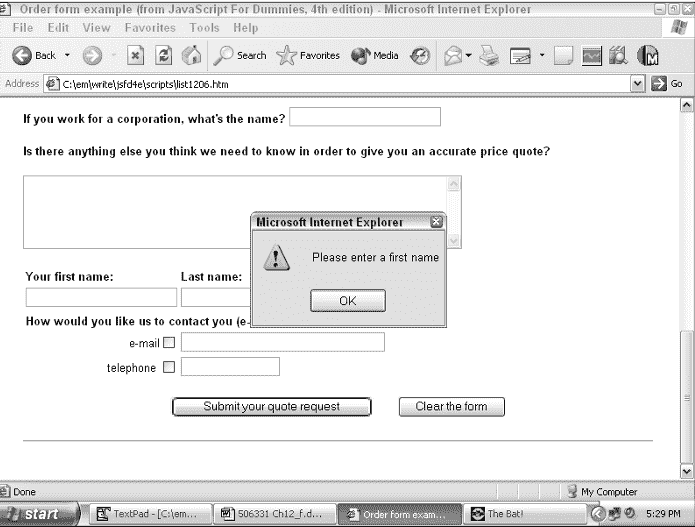 Order form example (from JavaScript For Dummies, 4th edition) - Microsoft Internet Explorer
File Edit View Favorites Tools Help
Back Search Favorites Media
Address C:\em\write\jsfd4e\scripts\list1206.htm Go
If you work for a corporation, what's the name?
Is there anything else you think we need to know in order to give you an accurate price quote?
Microsoft Internet Explorer
Please enter a first name
OK
Your first name: Last name:
How would you like us to contact you (e-
e-mail
telephone
Submit your quote request Clear the form
Done My Computer
start TextPad - [C:\em... 506331 Ch12_f.d... Order form exam... The Bat! 5:29 PM